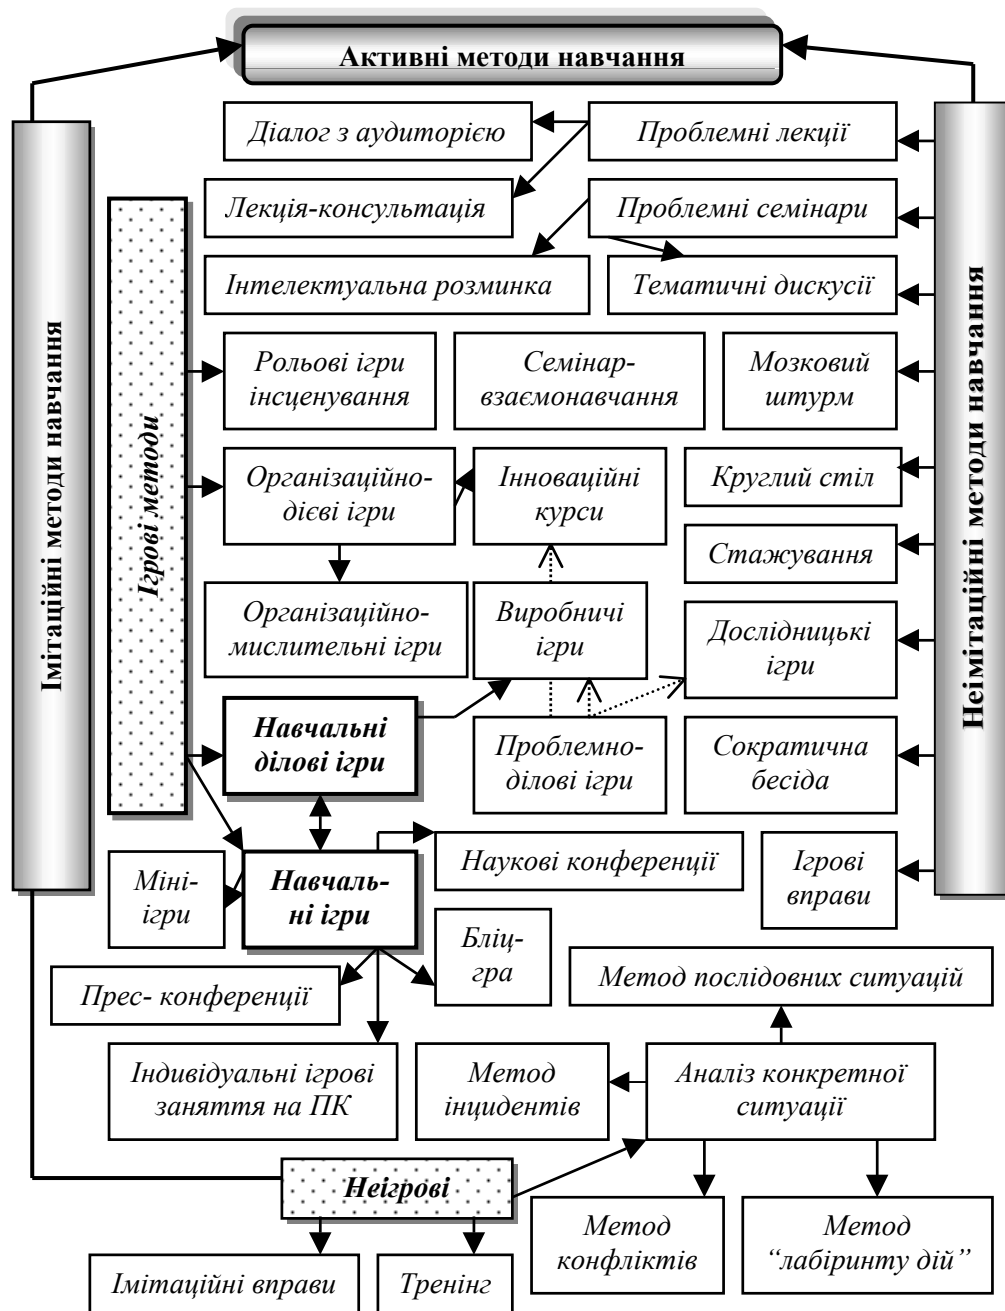 Активні методи навчання
Діалог з аудиторією
Проблемні лекції
Лекція-консультація
Проблемні семінари
Інтелектуальна розминка
Тематичні дискусії
Імітаційні методи навчання
Ігрові методи
Неімітаційні методи навчання
Рольові ігри
інсценування
Семінар-
взаємонавчання
Мозковий
штурм
Організаційно-
дієві ігри
Інноваційні
курси
Круглий стіл
Стажування
Організаційно-
мислительні ігри
Виробничі
ігри
Дослідницькі
ігри
Навчальні
ділові ігри
Проблемно-
ділові ігри
Сократична
бесіда
Міні-
ігри
Навчаль-
ні ігри
Наукові конференції
Ігрові
вправи
Бліц-
гра
Прес- конференції
Метод послідовних ситуацій
Індивідуальні ігрові
заняття на ПК
Метод
інцидентів
Аналіз конкретної
ситуації
Неігрові
Метод
конфліктів
Метод
“лабіринту дій”
Імітаційні вправи
Тренінг